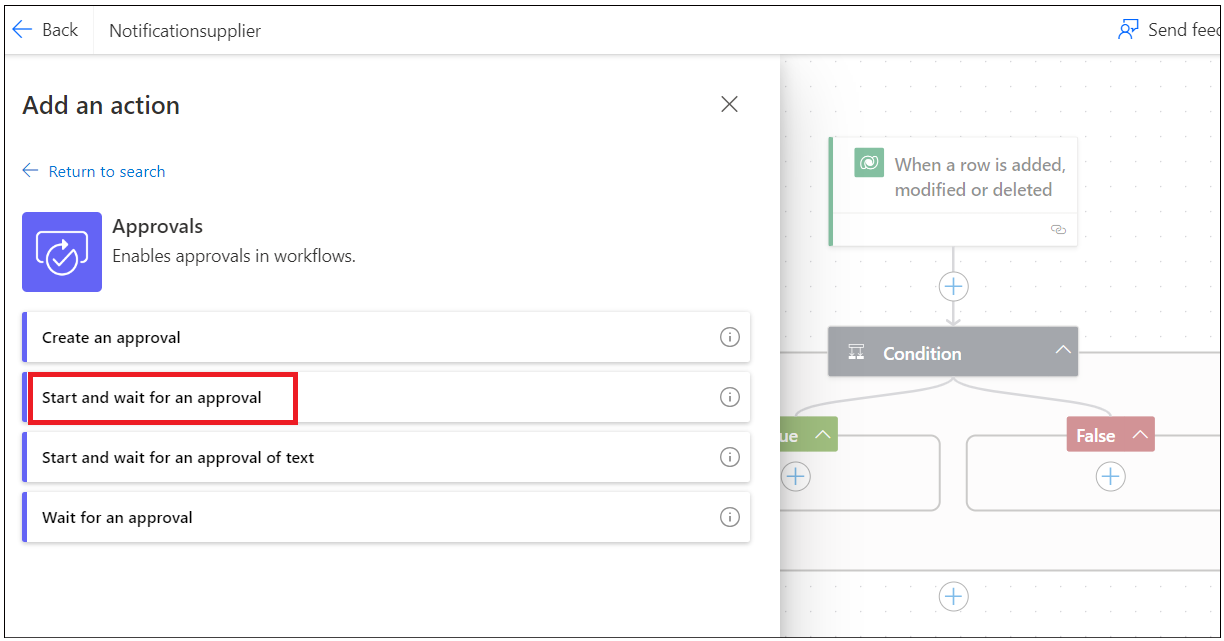 Back
Notificationsupplier
Send feed
Add an action
Return to search
Approvals
Enables approvals in workflows.
Create an approval
Start and wait for an approval
Start and wait for an approval of text
Wait for an approval
When a row is added,
modified or deleted
Condition
ue
False